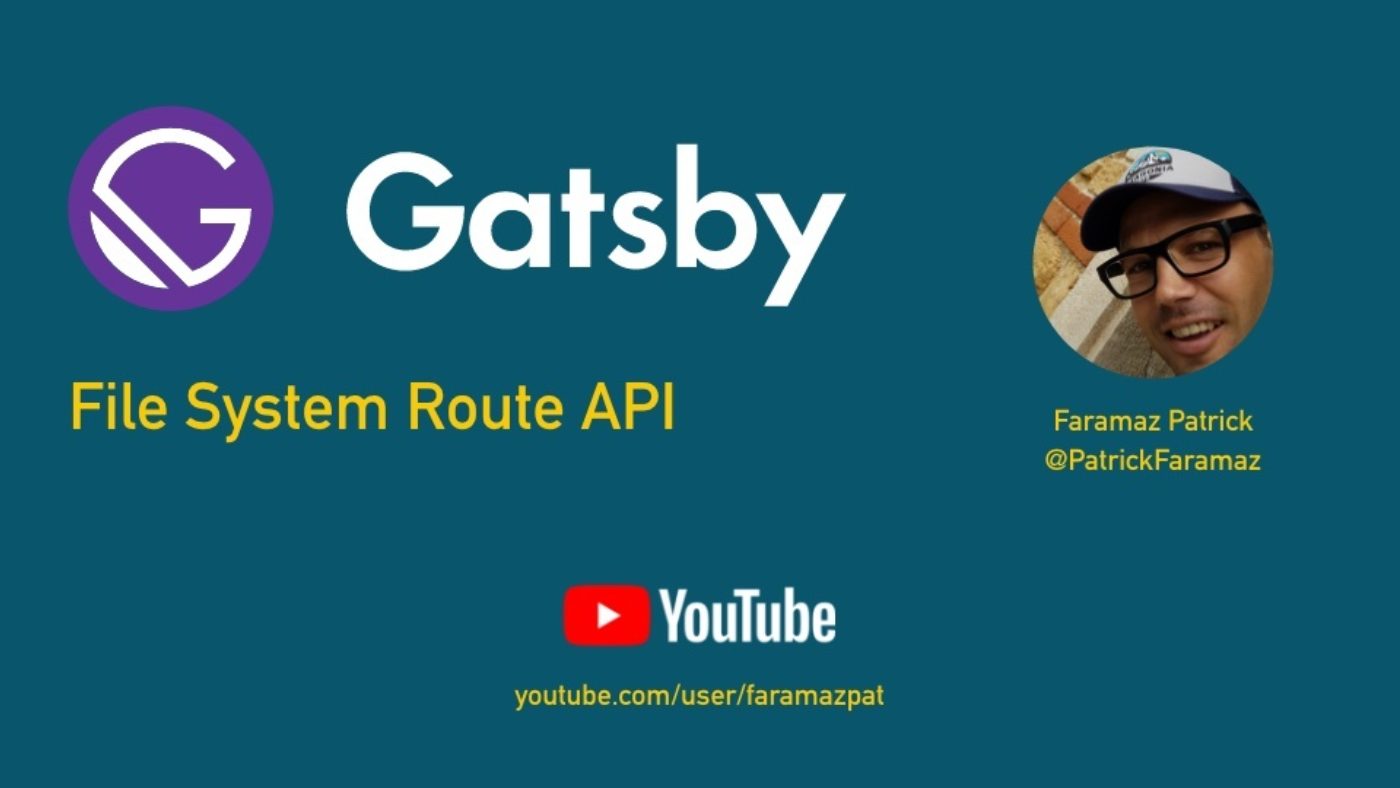 Gatsby
File System Route API
Faramaz Patrick
@PatrickFaramaz
YouTube
youtube.com/user/faramazpat